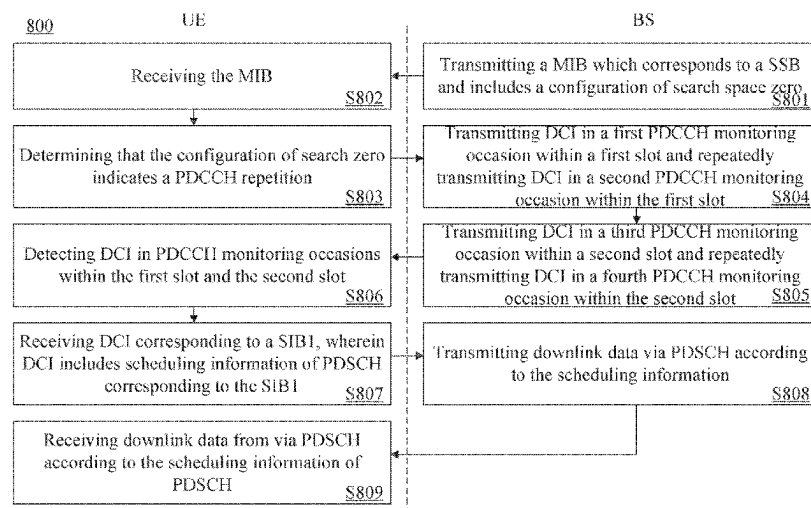 800
UE
BS
Receiving the MIB
S802
Transmitting a MIB which corresponds to a SSB
and includes a configuration of search space zero
S801
Determining that the configuration of search zero
indicates a PDCCH repetition
S803
Transmitting DCI in a first PDCCH monitoring
occasion within a first slot and repeatedly
transmitting DCI in a second PDCCH monitoring
occasion within the first slot
S804
Detecting DCI in PDCCH monitoring occasions
within the first slot and the second slot
S806
Transmitting DCI in a third PDCCH monitoring
occasion within a second slot and repeatedly
transmitting DCI in a fourth PDCCH monitoring
occasion within the second slot
S805
Receiving DCI corresponding to a SIB1, wherein
DCI includes scheduling information of PDSCH
corresponding to the SIB1
S807
Transmitting downlink data via PDSCH according
to the scheduling information
S808
Receiving downlink data from via PDSCH
according to the scheduling information of
PDSCH
S809